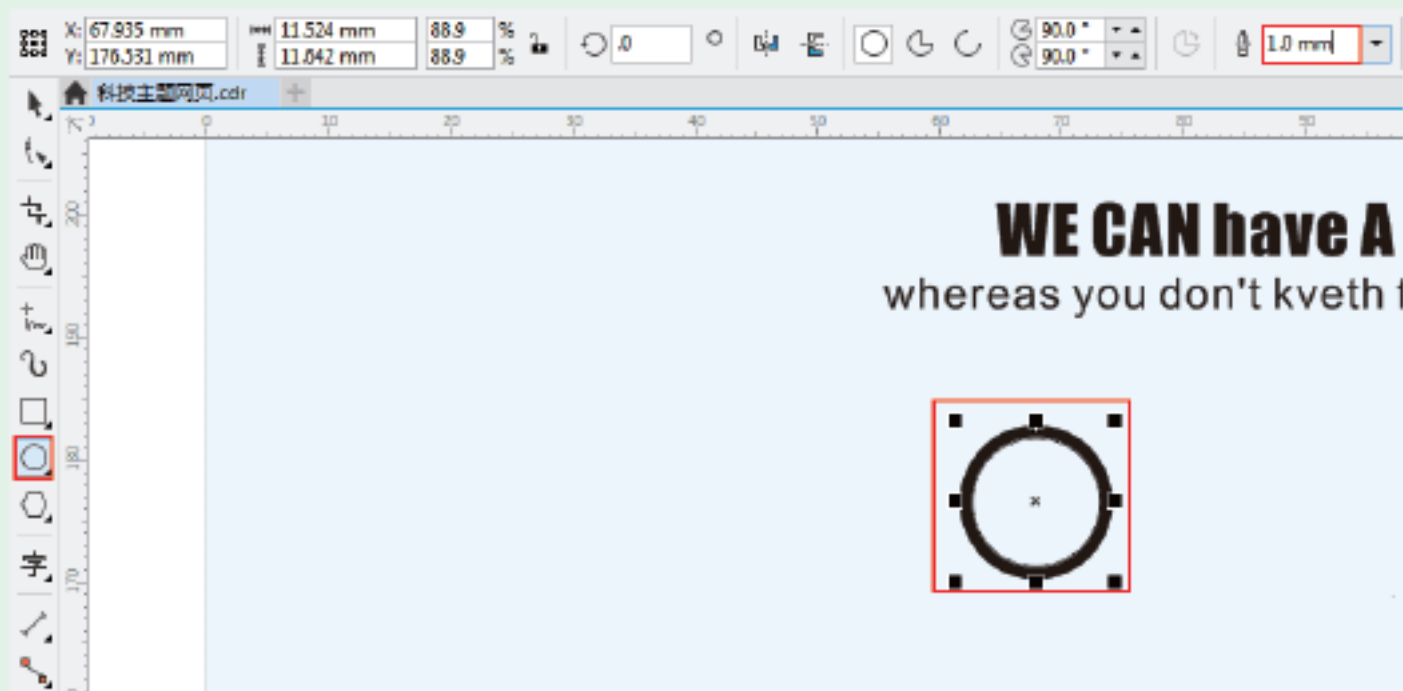 X: 67.935 mm 11.524 mm 88.9 % .0 ° 90.0 ° 1.0 mm
Y: 176.531 mm 11.642 mm 88.9 % 90.0 °
科技主题网页.cdr
0 10 20 30 40 50 60 70 80 90
200
WE CAN have A
whereas you don't kveth f
190
180
字
170